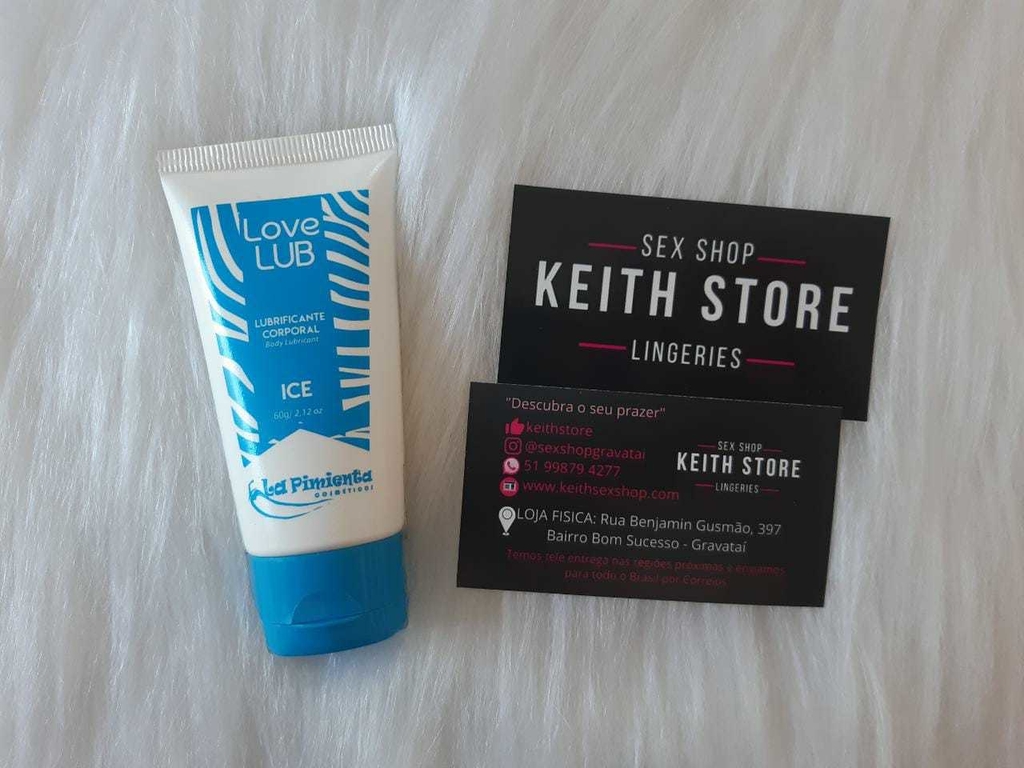 Love
LUB
LUBRIFICANTE
CORPORAL
Body Lubricant
ICE
60g/ 2,12 oz
La Pimienta
COSMÉTICOS
SEX SHOP
KEITH STORE
LINGERIES
"Descubra o seu prazer"
keithstore
@sexshopgravatai
51 99879 4277
www.keithsexshop.com
SEX SHOP
KEITH STORE
LINGERIES
LOJA FISICA: Rua Benjamin Gusmão, 397
Bairro Bom Sucesso - Gravataí
Temos tele entrega nas regiões próximas e enviamos
para todo o Brasil por Correios